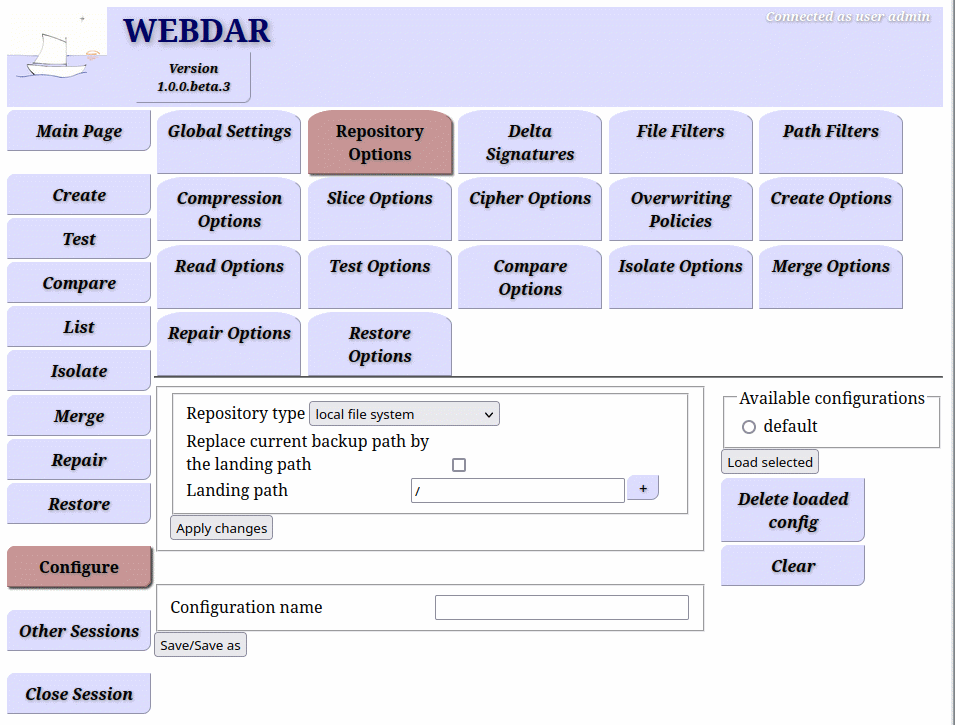 WEBDAR
Connected as user admin
Version
1.0.0.beta.3
Main Page
Create
Test
Compare
List
Isolate
Merge
Repair
Restore
Configure
Other Sessions
Close Session
Global Settings
Repository
Options
Delta
Signatures
File Filters
Path Filters
Compression
Options
Slice Options
Cipher Options
Overwriting
Policies
Create Options
Read Options
Test Options
Compare
Options
Isolate Options
Merge Options
Repair Options
Restore
Options
Repository type local file system
Replace current backup path by
the landing path
Landing path / +
Apply changes
Configuration name
Save/Save as
Available configurations
default
Load selected
Delete loaded
config
Clear